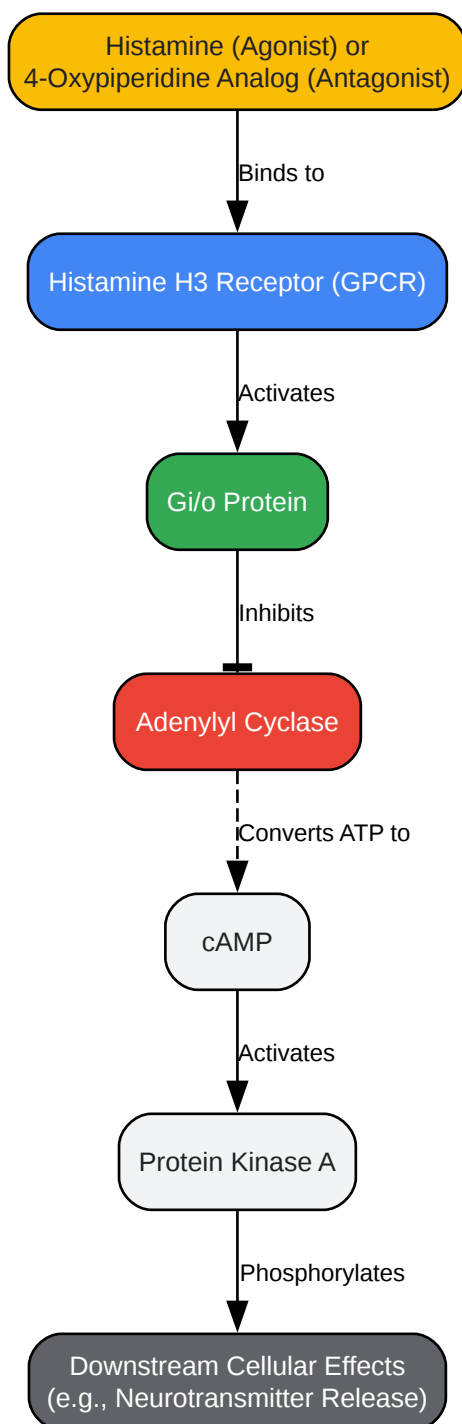 Histamine (Agonist) or
4-Oxypiperidine Analog (Antagonist)
Binds to
Histamine H3 Receptor (GPCR)
Activates
Gi/o Protein
Inhibits
Adenylyl Cyclase
Converts ATP to
cAMP
Activates
Protein Kinase A
Phosphorylates
Downstream Cellular Effects
(e.g., Neurotransmitter Release)